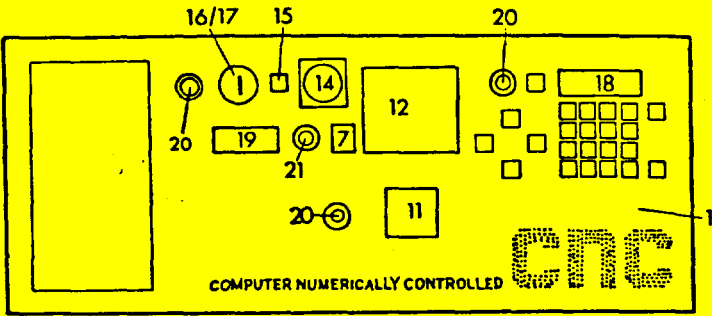 16/17 15 20
14 18
12
20 19 21 7
20 11 1
COMPUTER NUMERICALLY CONTROLLED cnc